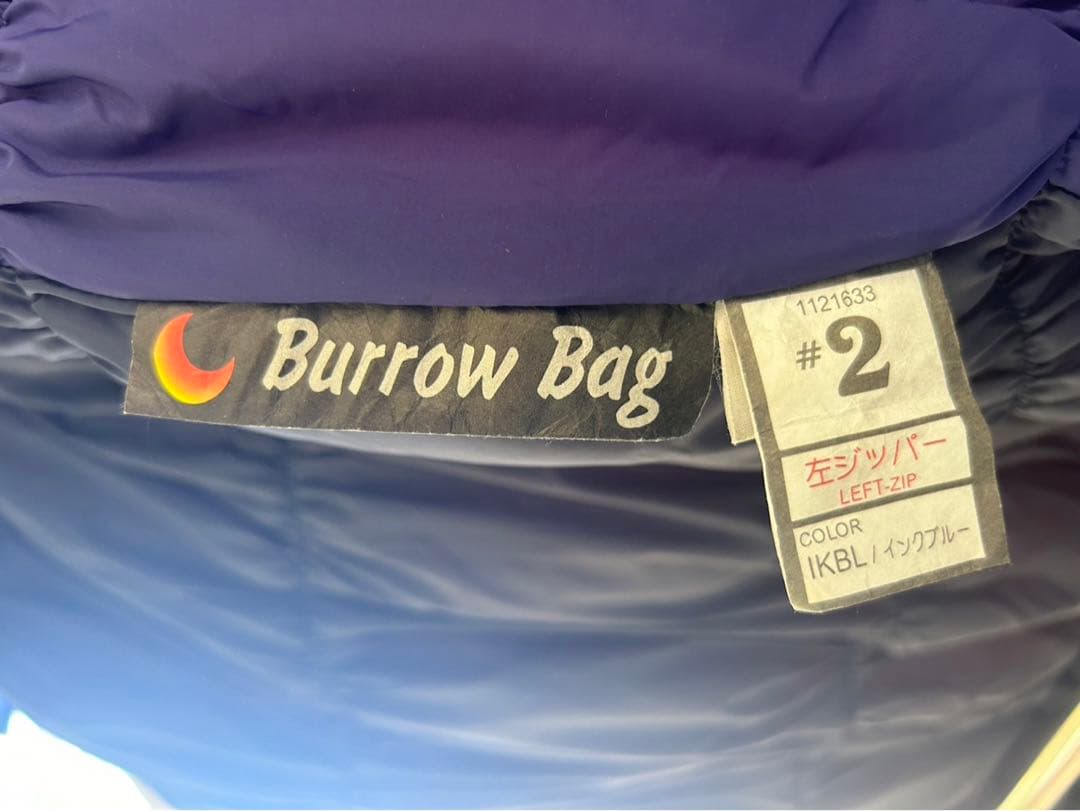 Burrow Bag
1121633
#2
左ジッパー
LEFT-ZIP
COLOR
IKBL / インクブルー